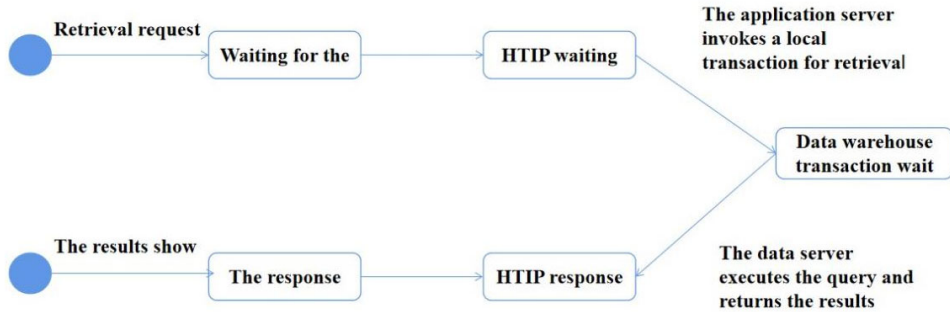 Retrieval request
Waiting for the
HTIP waiting
The application server
invokes a local
transaction for retrieval
Data warehouse
transaction wait
The results show
The response
HTIP response
The data server
executes the query and
returns the results